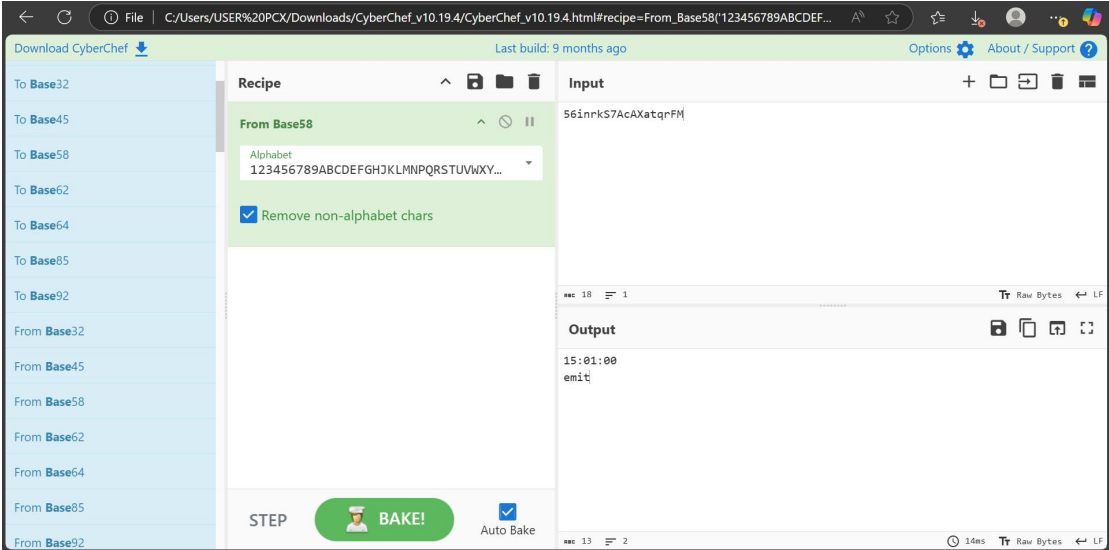 File | C:/Users/USER%20PCX/Downloads/CyberChef_v10.19.4/CyberChef_v10.19.4.html#recipe=From_Base58('123456789ABCDEF...
Download CyberChef
Last build: 9 months ago
Options
About / Support
To Base32
To Base45
To Base58
To Base62
To Base64
To Base85
To Base92
From Base32
From Base45
From Base58
From Base62
From Base64
From Base85
From Base92
Recipe
From Base58
Alphabet
123456789ABCDEFGHJKLMNPQRSTUVWXY…
Remove non-alphabet chars
STEP
BAKE!
Auto Bake
Input
56inrkS7AcAXatqrFM
18 1
Raw Bytes LF
Output
15:01:00
emit
13 2
14ms Raw Bytes LF